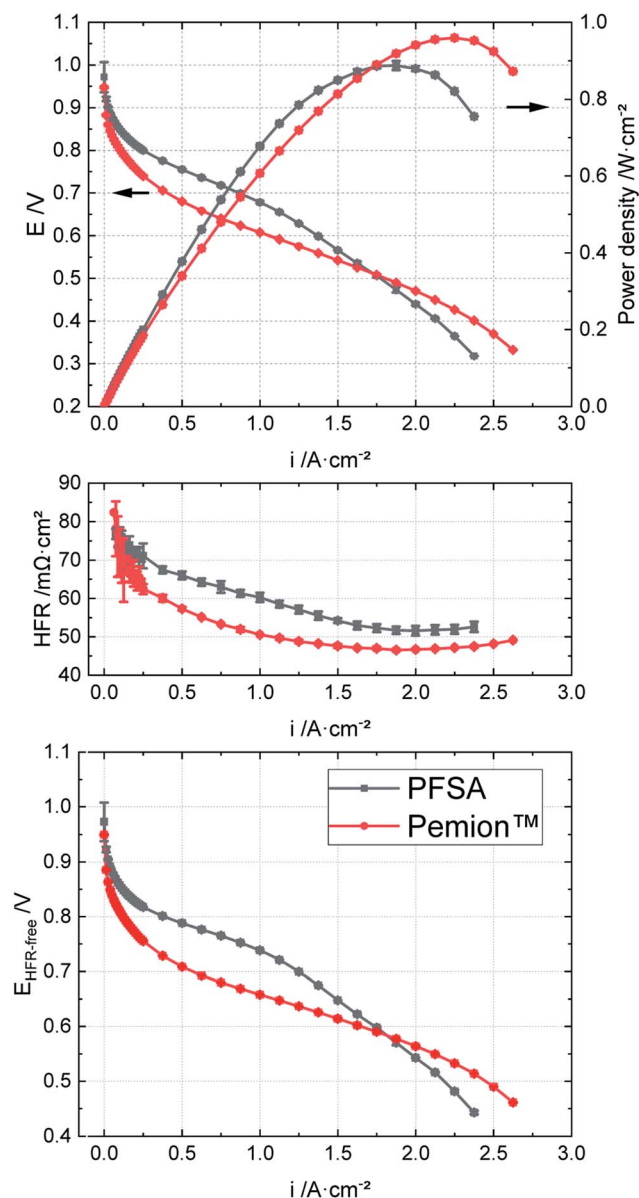 1.1
1.0
0.9
0.8
0.7
0.6
0.5
0.4
0.3
0.2
E /V
1.0
0.8
0.6
0.4
0.2
0.0
Power density /W·cm⁻²
0.0 0.5 1.0 1.5 2.0 2.5 3.0
i /A·cm⁻²
90
80
70
60
50
40
HFR /mΩ·cm²
0.0 0.5 1.0 1.5 2.0 2.5 3.0
i /A·cm⁻²
1.1
1.0
0.9
0.8
0.7
0.6
0.5
0.4
E_HFR-free /V
PFSA
Pemion™
0.0 0.5 1.0 1.5 2.0 2.5 3.0
i /A·cm⁻²